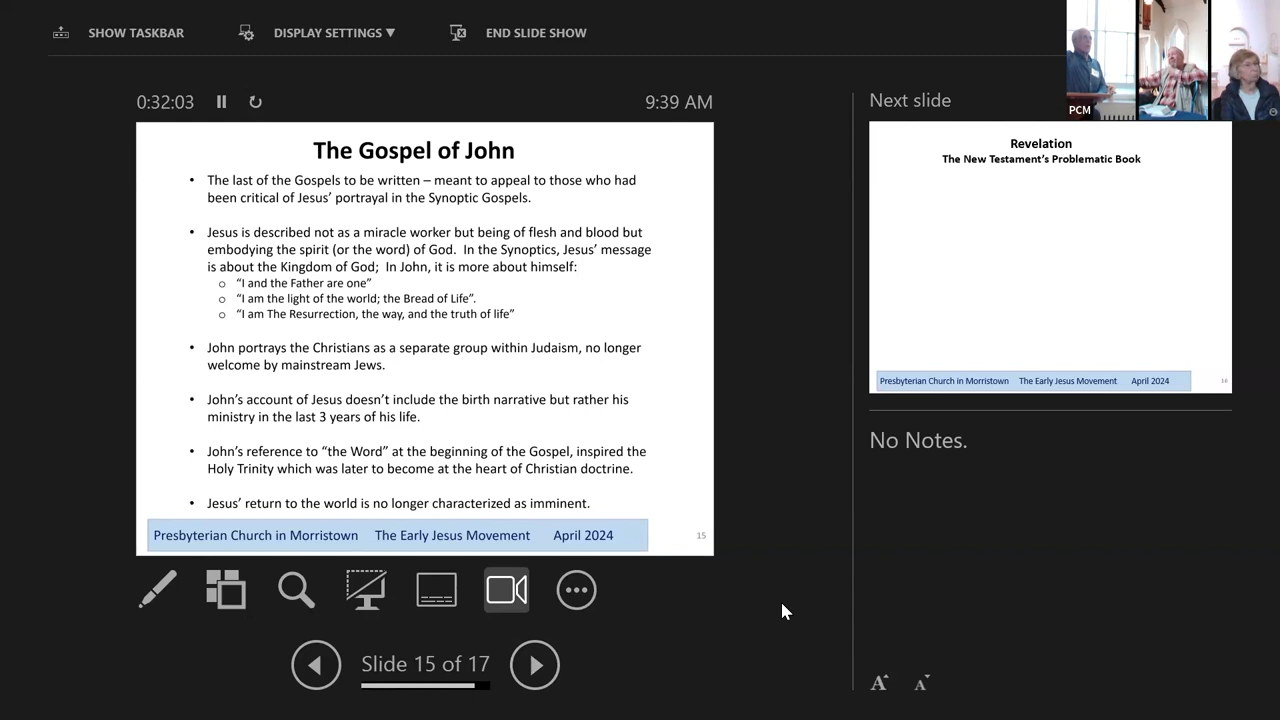 SHOW TASKBAR
DISPLAY SETTINGS ▼
END SLIDE SHOW
PCM
0:32:03
9:39 AM
The Gospel of John
• The last of the Gospels to be written – meant to appeal to those who had
been critical of Jesus’ portrayal in the Synoptic Gospels.
• Jesus is described not as a miracle worker but being of flesh and blood but
embodying the spirit (or the word) of God.  In the Synoptics, Jesus’ message
is about the Kingdom of God;  In John, it is more about himself:
o “I and the Father are one”
o “I am the light of the world; the Bread of Life”.
o “I am The Resurrection, the way, and the truth of life”
• John portrays the Christians as a separate group within Judaism, no longer
welcome by mainstream Jews.
• John’s account of Jesus doesn’t include the birth narrative but rather his
ministry in the last 3 years of his life.
• John’s reference to “the Word” at the beginning of the Gospel, inspired the
Holy Trinity which was later to become at the heart of Christian doctrine.
• Jesus’ return to the world is no longer characterized as imminent.
Presbyterian Church in Morristown The Early Jesus Movement April 2024
15
Slide 15 of 17
Next slide
Revelation
The New Testament’s Problematic Book
Presbyterian Church in Morristown The Early Jesus Movement April 2024
16
No Notes.
A A